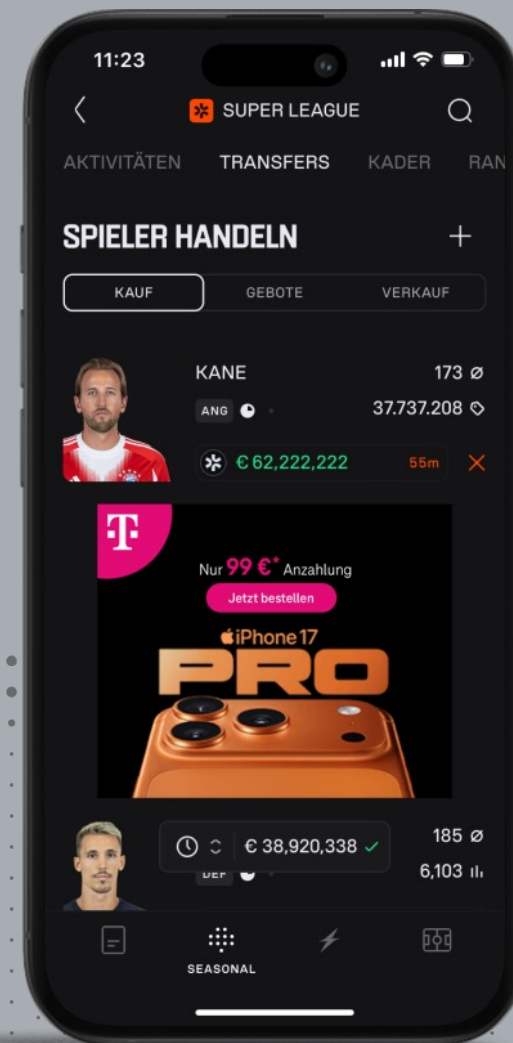 11:23
SUPER LEAGUE
AKTIVITÄTEN TRANSFERS KADER RAN
SPIELER HANDELN
KAUF GEBOTE VERKAUF
KANE 173 ø
ANG 37.737.208
€ 62,222,222 55m
T
Nur 99 €* Anzahlung
Jetzt bestellen
iPhone 17
PRO
185 ø
€ 38,920,338
DEF 6,103
SEASONAL